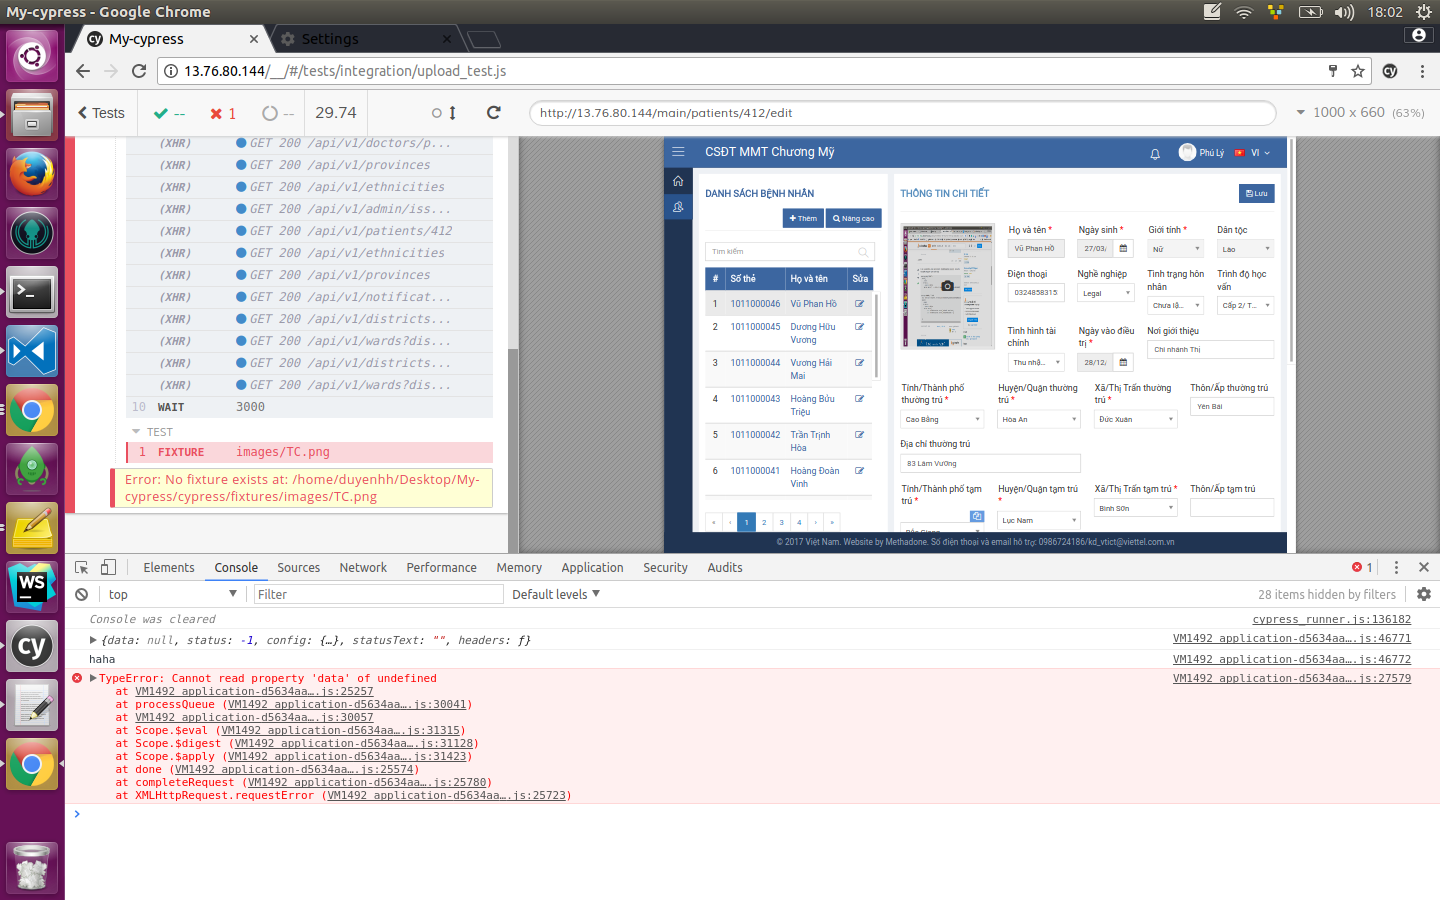 My-cypress - Google Chrome
18:02
My-cypress
Settings
13.76.80.144/__/#/tests/integration/upload_test.js
Tests
--
1
--
29.74
http://13.76.80.144/main/patients/412/edit
1000 x 660 (63%)
(XHR) GET 200 /api/v1/doctors/p...
(XHR) GET 200 /api/v1/provinces
(XHR) GET 200 /api/v1/ethnicities
(XHR) GET 200 /api/v1/admin/iss...
(XHR) GET 200 /api/v1/patients/412
(XHR) GET 200 /api/v1/ethnicities
(XHR) GET 200 /api/v1/provinces
(XHR) GET 200 /api/v1/notificat...
(XHR) GET 200 /api/v1/districts...
(XHR) GET 200 /api/v1/wards?dis...
(XHR) GET 200 /api/v1/districts...
(XHR) GET 200 /api/v1/wards?dis...
10 WAIT 3000
TEST
1 FIXTURE images/TC.png
Error: No fixture exists at: /home/duyenhh/Desktop/My-
cypress/cypress/fixtures/images/TC.png
CSĐT MMT Chương Mỹ
Phú Lý
VI
DANH SÁCH BỆNH NHÂN
Thêm
Nâng cao
Tìm kiếm
# Số thẻ Họ và tên Sửa
1 1011000046 Vũ Phan Hồ
2 1011000045 Dương Hữu
Vương
3 1011000044 Vương Hải
Mai
4 1011000043 Hoàng Bửu
Triệu
5 1011000042 Trần Trịnh
Hòa
6 1011000041 Hoàng Đoàn
Vinh
« ‹ 1 2 3 4 › »
THÔNG TIN CHI TIẾT
Lưu
Họ và tên * Ngày sinh * Giới tính * Dân tộc
Vũ Phan Hồ 27/03/ Nữ Lào
Điện thoại Nghề nghiệp Tình trạng hôn
nhân Trình độ học
vấn
0324858315 Legal Chưa lậ... Cấp 2/ T...
Tình hình tài
chính Ngày vào điều
trị * Nơi giới thiệu
Thu nhậ... 28/12/ Chi nhánh Thị
Tỉnh/Thành phố
thường trú * Huyện/Quận thường
trú * Xã/Thị Trấn thường
trú * Thôn/Ấp thường trú
Cao Bằng Hòa An Đức Xuân Yên Bái
Địa chỉ thường trú
83 Lâm Vường
Tỉnh/Thành phố tạm
trú * Huyện/Quận tạm trú
* Xã/Thị Trấn tạm trú * Thôn/Ấp tạm trú
Bắc Giang Lục Nam Bình Sơn
© 2017 Việt Nam. Website by Methadone. Số điện thoại và email hỗ trợ: 0986724186/kd_vtict@viettel.com.vn
Elements Console Sources Network Performance Memory Application Security Audits 1
top Filter Default levels 28 items hidden by filters
Console was cleared cypress_runner.js:136182
{data: null, status: -1, config: {…}, statusText: "", headers: ƒ} VM1492 application-d5634aa….js:46771
haha VM1492 application-d5634aa….js:46772
TypeError: Cannot read property 'data' of undefined VM1492 application-d5634aa….js:27579
at VM1492 application-d5634aa….js:25257
at processQueue (VM1492 application-d5634aa….js:30041)
at VM1492 application-d5634aa….js:30057
at Scope.$eval (VM1492 application-d5634aa….js:31315)
at Scope.$digest (VM1492 application-d5634aa….js:31128)
at Scope.$apply (VM1492 application-d5634aa….js:31423)
at done (VM1492 application-d5634aa….js:25574)
at completeRequest (VM1492 application-d5634aa….js:25780)
at XMLHttpRequest.requestError (VM1492 application-d5634aa….js:25723)